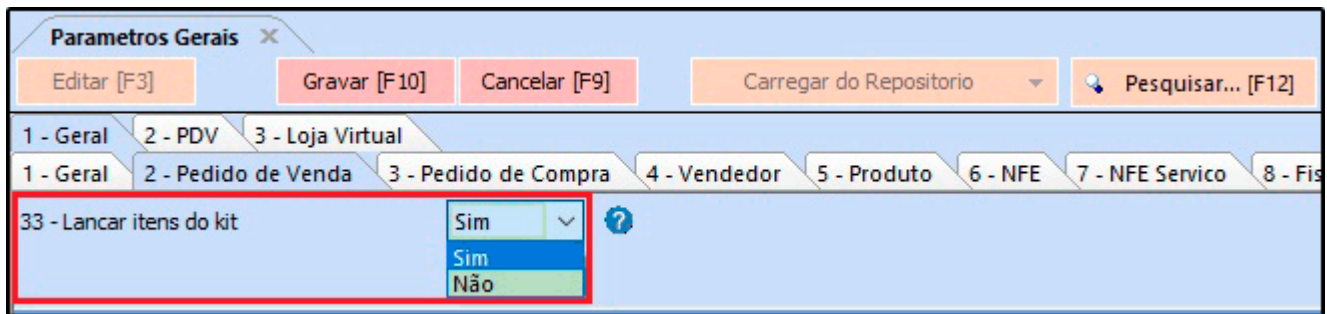 Parametros Gerais
Editar [F3] Gravar [F10] Cancelar [F9] Carregar do Repositorio Pesquisar... [F12]
1 - Geral 2 - PDV 3 - Loja Virtual
1 - Geral 2 - Pedido de Venda 3 - Pedido de Compra 4 - Vendedor 5 - Produto 6 - NFE 7 - NFE Servico 8 - Fis
33 - Lancar itens do kit Sim ?
Sim
Não